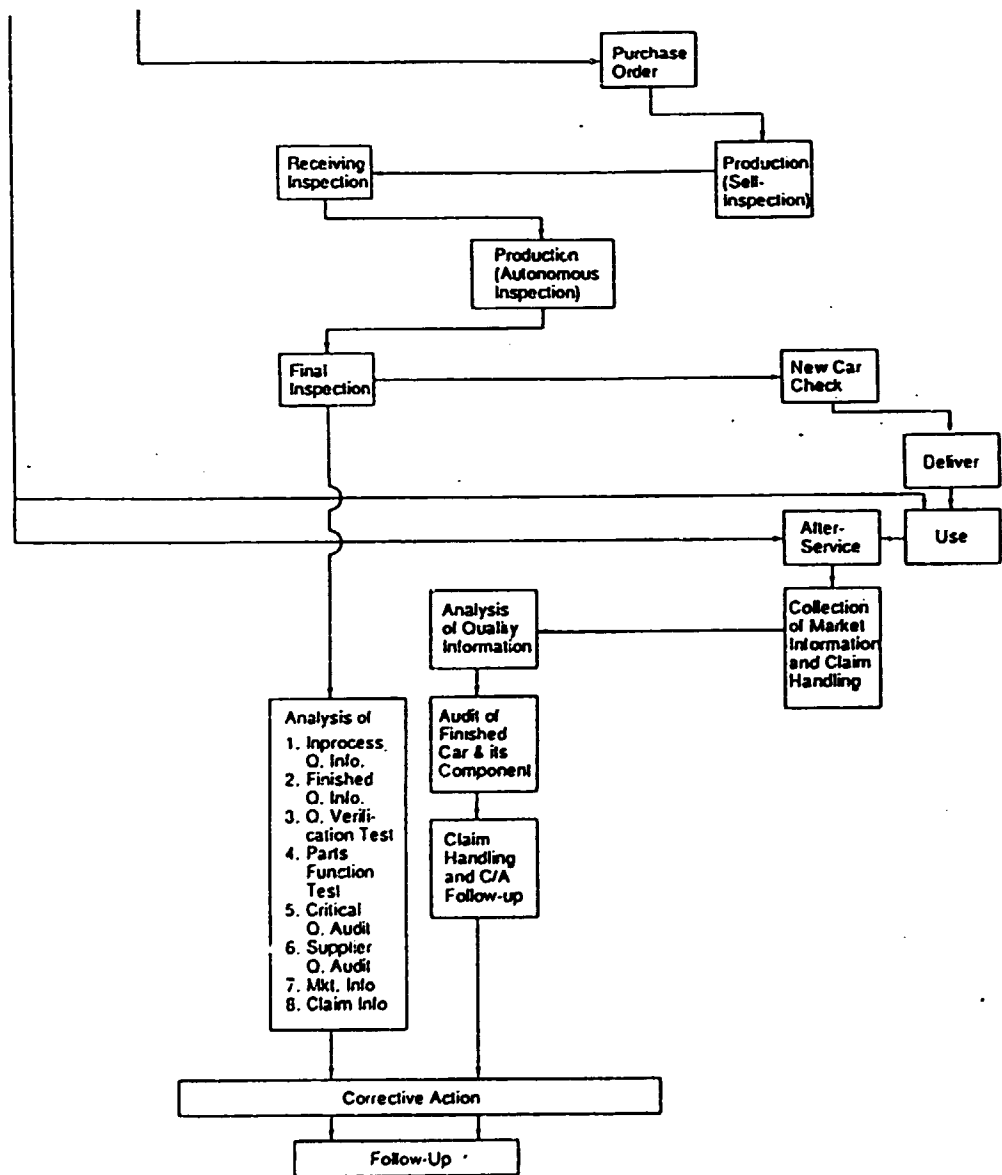 Purchase
Order
Receiving
Inspection
Production
(Self-
Inspection)
Production
(Autonomous
Inspection)
Final
Inspection
New Car
Check
Deliver
Use
After-
Service
Analysis
of Quality
Information
Collection
of Market
Information
and Claim
Handling
Analysis of
1. Inprocess
Q. Info.
2. Finished
Q. Info.
3. Q. Verifi-
cation Test
4. Parts
Function
Test
5. Critical
Q. Audit
6. Supplier
Q. Audit
7. Mkt. Info
8. Claim Info
Audit of
Finished
Car & its
Component
Claim
Handling
and C/A
Follow-up
Corrective Action
Follow-Up